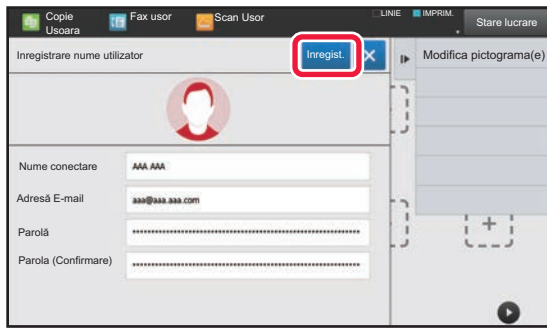 Copie
Usoara
Fax usor
Scan Usor
LINIE
IMPRIM.
Stare lucrare
Inregistrare nume utilizator
Inregist.
Modifica pictograma(e)
Nume conectare
AAA AAA
Adresă E-mail
aaa@aaa.aaa.com
Parolă
************************************************************
Parola (Confirmare)
************************************************************